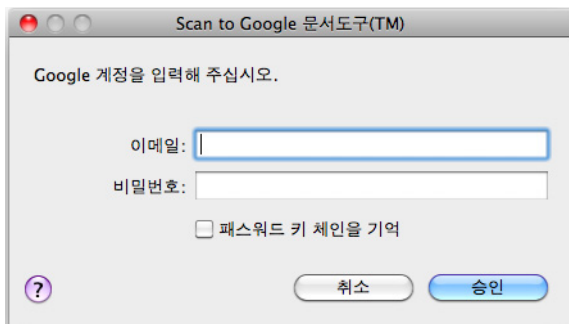 Scan to Google 문서도구(TM)
Google 계정을 입력해 주십시오.
이메일:
비밀번호:
패스워드 키 체인을 기억
?
취소
승인